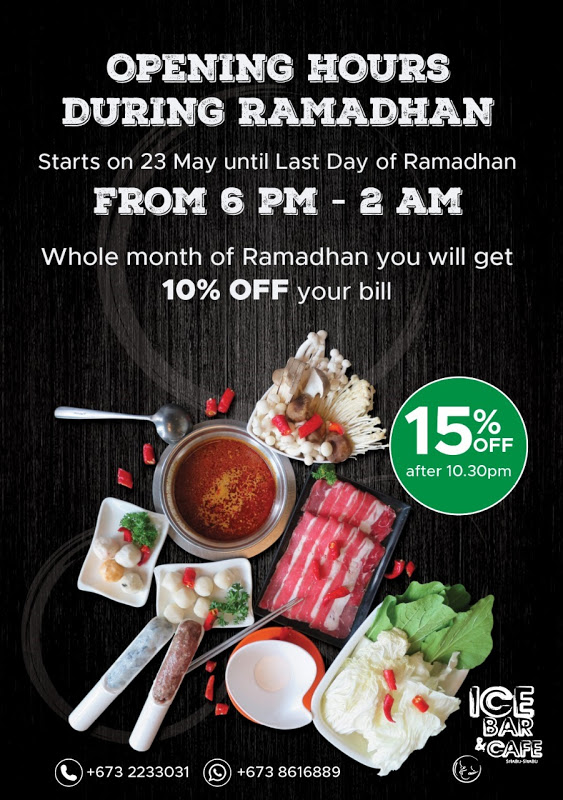 OPENING HOURS
DURING RAMADHAN
Starts on 23 May until Last Day of Ramadhan
FROM 6 PM - 2 AM
Whole month of Ramadhan you will get
10% OFF your bill
15% OFF
after 10.30pm
ICE
BAR
& CAFE
SHABU-SHABU
+673 2233031
+673 8616889